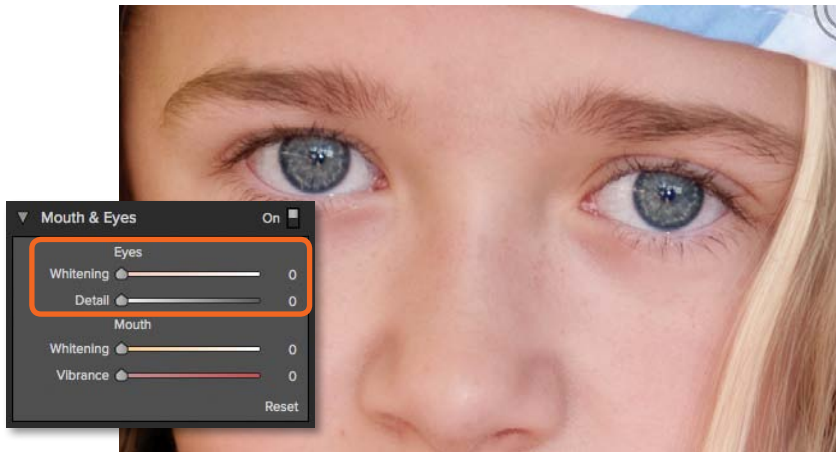 Mouth & Eyes On
Eyes
Whitening 0
Detail 0
Mouth
Whitening 0
Vibrance 0
Reset